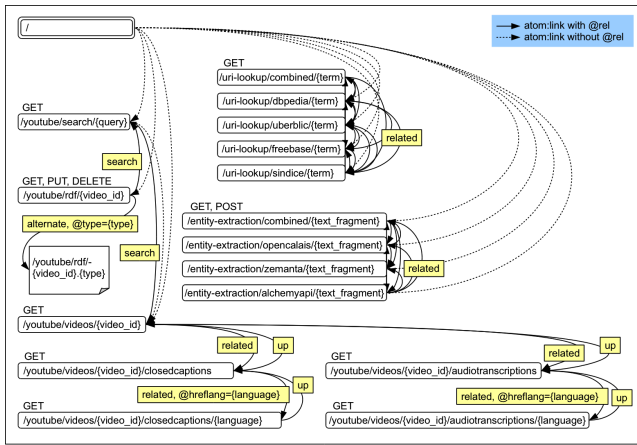 /
atom:link with @rel
atom:link without @rel
GET
/uri-lookup/combined/{term}
/uri-lookup/dbpedia/{term}
/uri-lookup/uberblic/{term}
/uri-lookup/freebase/{term}
/uri-lookup/sindice/{term}
related
GET
/youtube/search/{query}
search
GET, PUT, DELETE
/youtube/rdf/{video_id}
alternate, @type={type}
search
/youtube/rdf/-
{video_id}.{type}
GET, POST
/entity-extraction/combined/{text_fragment}
/entity-extraction/opencalais/{text_fragment}
/entity-extraction/zemanta/{text_fragment}
/entity-extraction/alchemyapi/{text_fragment}
related
GET
/youtube/videos/{video_id}
related
up
related
up
GET
/youtube/videos/{video_id}/closedcaptions
GET
/youtube/videos/{video_id}/audiotranscriptions
related, @hreflang={language}
up
related, @hreflang={language}
up
GET
/youtube/videos/{video_id}/closedcaptions/{language}
GET
/youtube/videos/{video_id}/audiotranscriptions/{language}